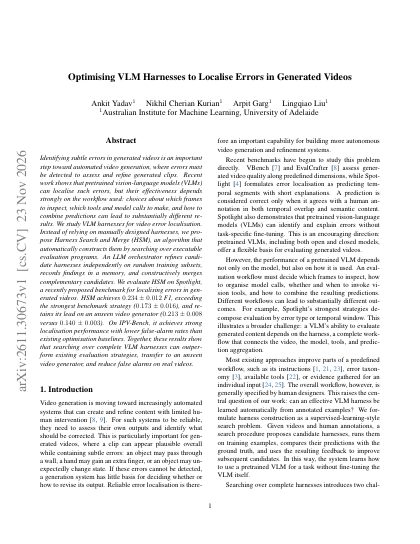 Optimising VLM Harnesses to Localise Errors in Generated Videos
Ankit Yadav¹ Nikhil Cherian Kurian¹ Arpit Garg¹ Lingqiao Liu¹
¹Australian Institute for Machine Learning, University of Adelaide
arXiv:2611.30673v1 [cs.CV] 23 Nov 2026
Abstract
Identifying subtle errors in generated videos is an important
step toward automated video generation, where errors must
be detected to assess and refine generated clips. Recent
work shows that pretrained vision-language models (VLMs)
can localise such errors, but their effectiveness depends
strongly on the workflow used: choices about which frames
to inspect, which tools and model calls to make, and how to
combine predictions can lead to substantially different re-
sults. We study VLM harnesses for video error localisation.
Instead of relying on manually designed harnesses, we pro-
pose Harness Search and Merge (HSM), an algorithm that
automatically constructs them by searching over executable
evaluation programs. An LLM orchestrator refines candi-
date harnesses independently on random training subsets,
records findings in a memory, and constructively merges
complementary candidates. We evaluate HSM on Spotlight,
a recently proposed benchmark for localizing errors in gen-
erated videos. HSM achieves 0.234 ± 0.012 F1, exceeding
the strongest benchmark strategy (0.173 ± 0.016), and re-
tains its lead on an unseen video generator (0.213 ± 0.008
versus 0.140 ± 0.003). On IPV-Bench, it achieves strong
localisation performance with lower false-alarm rates than
existing optimisation baselines. Together these results show
that searching over complete VLM harnesses can outper-
form existing evaluation strategies, transfer to an unseen
video generator, and reduce false alarms on real videos.
1. Introduction
Video generation is moving toward increasingly automated
systems that can create and refine content with limited hu-
man intervention [8, 9]. For such systems to be reliable,
they need to assess their own outputs and identify what
should be corrected. This is particularly important for gen-
erated videos, where a clip can appear plausible overall
while containing subtle errors: an object may pass through
a wall, a hand may gain an extra finger, or an object may un-
expectedly change state. If these errors cannot be detected,
a generation system has little basis for deciding whether or
how to revise its output. Reliable error localisation is there-
fore an important capability for building more autonomous
video generation and refinement systems.
Recent benchmarks have begun to study this problem
directly. VBench [7] and EvalCrafter [8] assess gener-
ated video quality along predefined dimensions, while Spot-
light [4] formulates error localisation as predicting tem-
poral segments with short explanations. A prediction is
considered correct only when it agrees with a human an-
notation in both temporal overlap and semantic content.
Spotlight also demonstrates that pretrained vision-language
models (VLMs) can identify and explain errors without
task-specific fine-tuning. This is an encouraging direction:
pretrained VLMs, including both open and closed models,
offer a flexible basis for evaluating generated videos.
However, the performance of a pretrained VLM depends
not only on the model, but also on how it is used. An eval-
uation workflow must decide which frames to inspect, how
to organise model calls, whether and when to invoke vi-
sion tools, and how to combine the resulting predictions.
Different workflows can lead to substantially different out-
comes. For example, Spotlight's strongest strategies de-
compose evaluation by error type or temporal window. This
illustrates a broader challenge: a VLM's ability to evaluate
generated content depends on the harness, a complete work-
flow that connects the video, the model, tools, and predic-
tion aggregation.
Most existing approaches improve parts of a predefined
workflow, such as its instructions [1, 21, 23], error taxon-
omy [3], available tools [22], or evidence gathered for an
individual input [24, 25]. The overall workflow, however, is
generally specified by human designers. This raises the cen-
tral question of our work: can an effective VLM harness be
learned automatically from annotated examples? We for-
mulate harness construction as a supervised-learning-style
search problem. Given videos and human annotations, a
search procedure proposes candidate harnesses, runs them
on training examples, compares their predictions with the
ground truth, and uses the resulting feedback to improve
subsequent candidates. In this way, the system learns how
to use a pretrained VLM for a task without fine-tuning the
VLM itself.
Searching over complete harnesses introduces two chal-
1